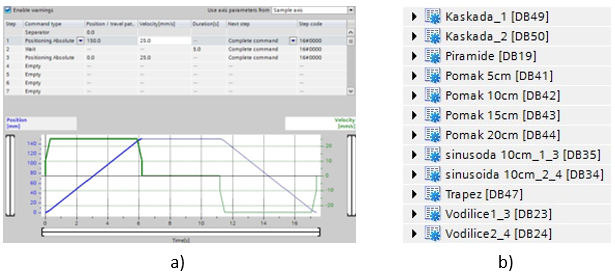 Enable warnings
Use axis parameters from Sample axis
Step Command type Position / travel pat... Velocity[mm/s] Duration[s] Next step Step code
Separator 0.0
1 Positioning Absolute 150.0 25.0 --- Complete command 16#0000
2 Wait --- --- 5.0 Complete command 16#0000
3 Positioning Absolute 0.0 25.0 --- Complete command 16#0000
4 Empty --- --- --- --- ---
5 Empty --- --- --- --- ---
6 Empty --- --- --- --- ---
7 Empty --- --- --- --- ---
Position
[mm]
Velocity
[mm/s]
140
120
100
80
60
40
20
0
20
10
0
-10
-20
0 2 4 6 8 10 12 14 16
Time[s]
a)
Kaskada_1 [DB49]
Kaskada_2 [DB50]
Piramide [DB19]
Pomak 5cm [DB41]
Pomak 10cm [DB42]
Pomak 15cm [DB43]
Pomak 20cm [DB44]
sinusoda 10cm_1_3 [DB35]
sinusoida 10cm_2_4 [DB34]
Trapez [DB47]
Vodilice1_3 [DB23]
Vodilice2_4 [DB24]
b)